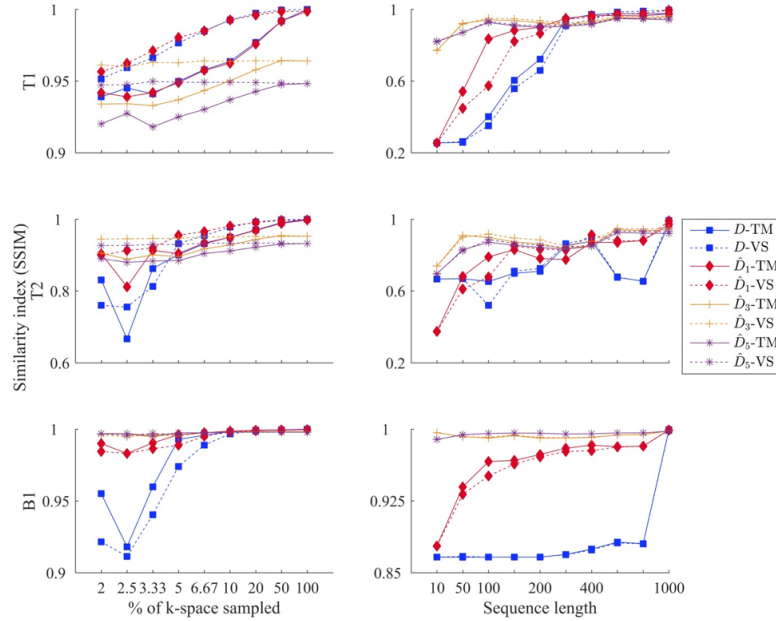 1
0.95
0.9
T1
1
0.6
0.2
1
0.8
0.6
Similarity index (SSIM)
T2
1
0.6
0.2
D-TM
D-VS
D̂₁-TM
D̂₁-VS
D̂₃-TM
D̂₃-VS
D̂₅-TM
D̂₅-VS
1
0.95
0.9
B1
2 2.5 3.33 5 6.67 10 20 50 100
% of k-space sampled
1
0.925
0.85
10 50 100 200 400 1000
Sequence length